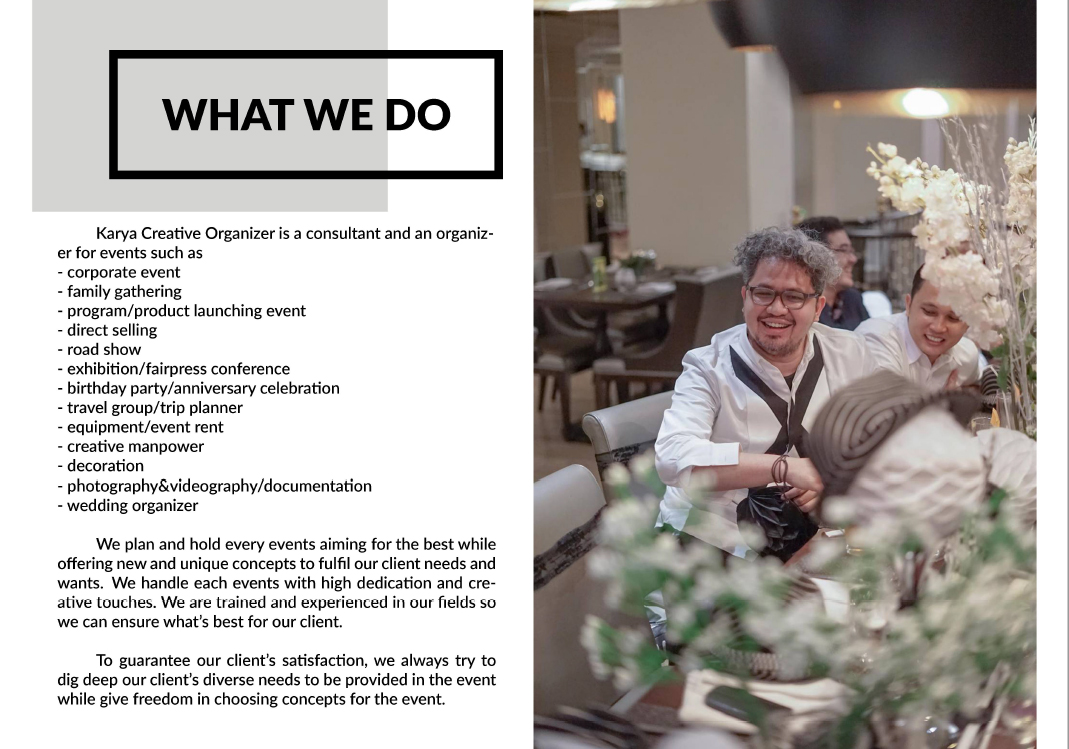 WHAT WE DO
Karya Creative Organizer is a consultant and an organiz-
er for events such as
- corporate event
- family gathering
- program/product launching event
- direct selling
- road show
- exhibition/fairpress conference
- birthday party/anniversary celebration
- travel group/trip planner
- equipment/event rent
- creative manpower
- decoration
- photography&videography/documentation
- wedding organizer
We plan and hold every events aiming for the best while
offering new and unique concepts to fulfil our client needs and
wants. We handle each events with high dedication and cre-
ative touches. We are trained and experienced in our fields so
we can ensure what's best for our client.
To guarantee our client's satisfaction, we always try to
dig deep our client's diverse needs to be provided in the event
while give freedom in choosing concepts for the event.